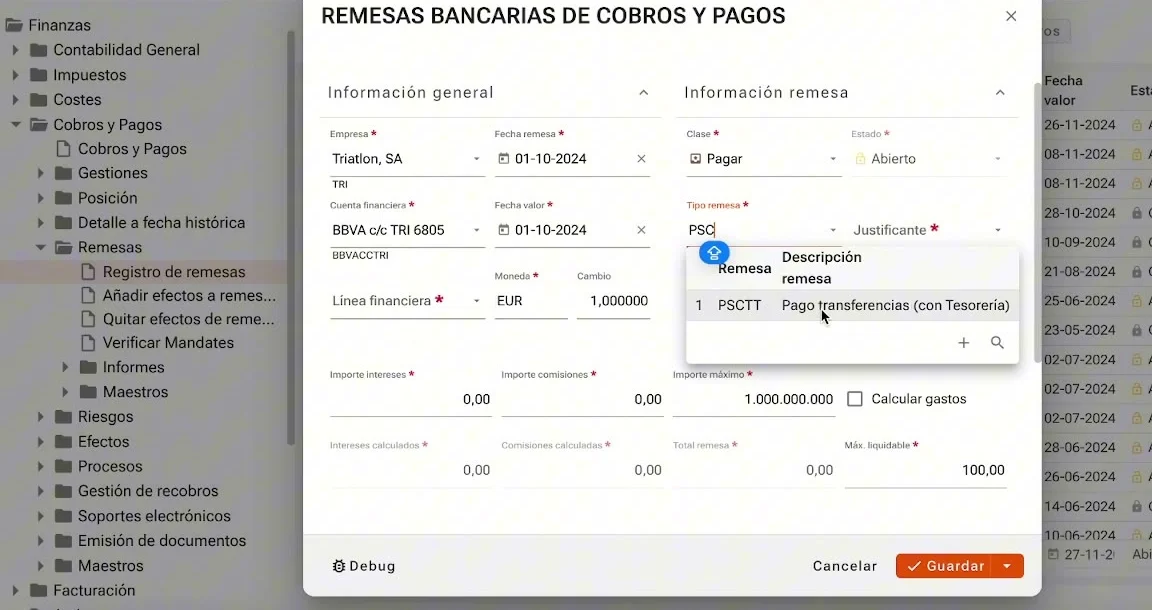 Finanzas
Contabilidad General
Impuestos
Costes
Cobros y Pagos
Cobros y Pagos
Gestiones
Posición
Detalle a fecha histórica
Remesas
Registro de remesas
Añadir efectos a remes...
Quitar efectos de reme...
Verificar Mandates
Informes
Maestros
Riesgos
Efectos
Procesos
Gestión de recobros
Soportes electrónicos
Emisión de documentos
Maestros
Facturación
REMESAS BANCARIAS DE COBROS Y PAGOS
Información general
Información remesa
Empresa * Fecha remesa * Clase * Estado *
Triatlon, SA 01-10-2024 Pagar Abierto
TRI
Cuenta financiera * Fecha valor * Tipo remesa *
BBVA c/c TRI 6805 01-10-2024 PSC Justificante *
BBVACCTRI
Moneda * Cambio
Línea financiera * EUR 1,000000
Remesa Descripción
remesa
1 PSCTT Pago transferencias (con Tesorería)
Importe intereses * Importe comisiones * Importe máximo *
0,00 0,00 1.000.000.000 Calcular gastos
Intereses calculados * Comisiones calculadas * Total remesa * Máx. liquidable *
0,00 0,00 0,00 100,00
Debug Cancelar Guardar
os
Fecha
valor
Est
26-11-2024 A
08-11-2024 A
08-11-2024 A
28-10-2024 C
10-09-2024 C
21-08-2024 C
25-06-2024 A
23-05-2024 C
02-07-2024 A
02-07-2024 A
02-07-2024 A
28-06-2024 A
26-06-2024 A
14-06-2024 C
10-06-2024 A
27-11-2 Abi